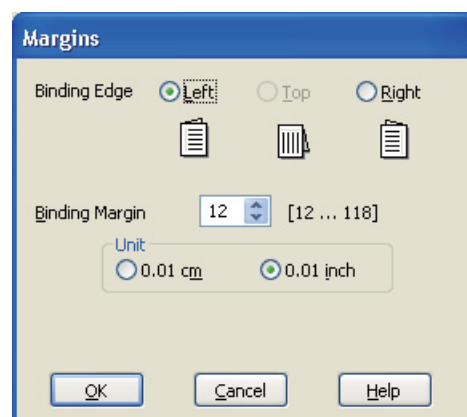 Margins
Binding Edge Left Top Right
Binding Margin 12 [12 ... 118]
Unit
0.01 cm 0.01 inch
OK Cancel Help